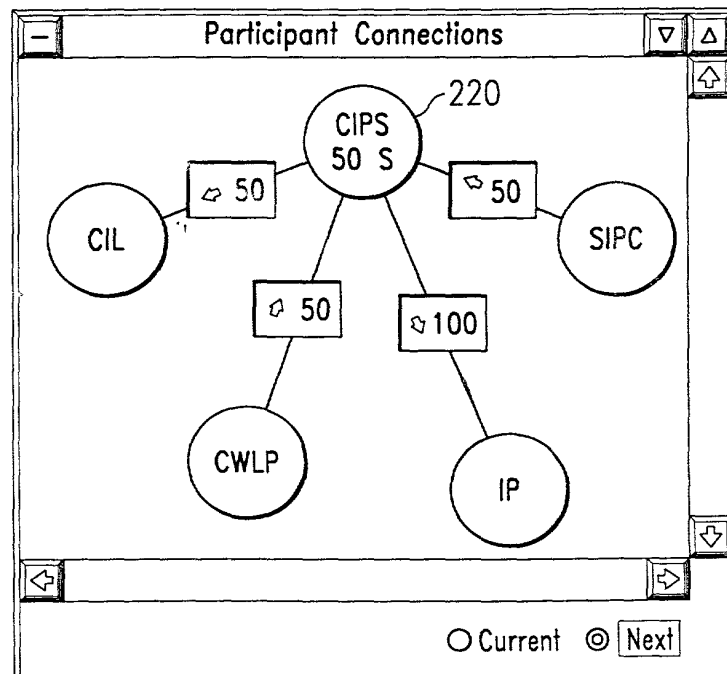 Participant Connections
220
CIPS
50 S
50
50
CIL
SIPC
50
100
CWLP
IP
Current
Next